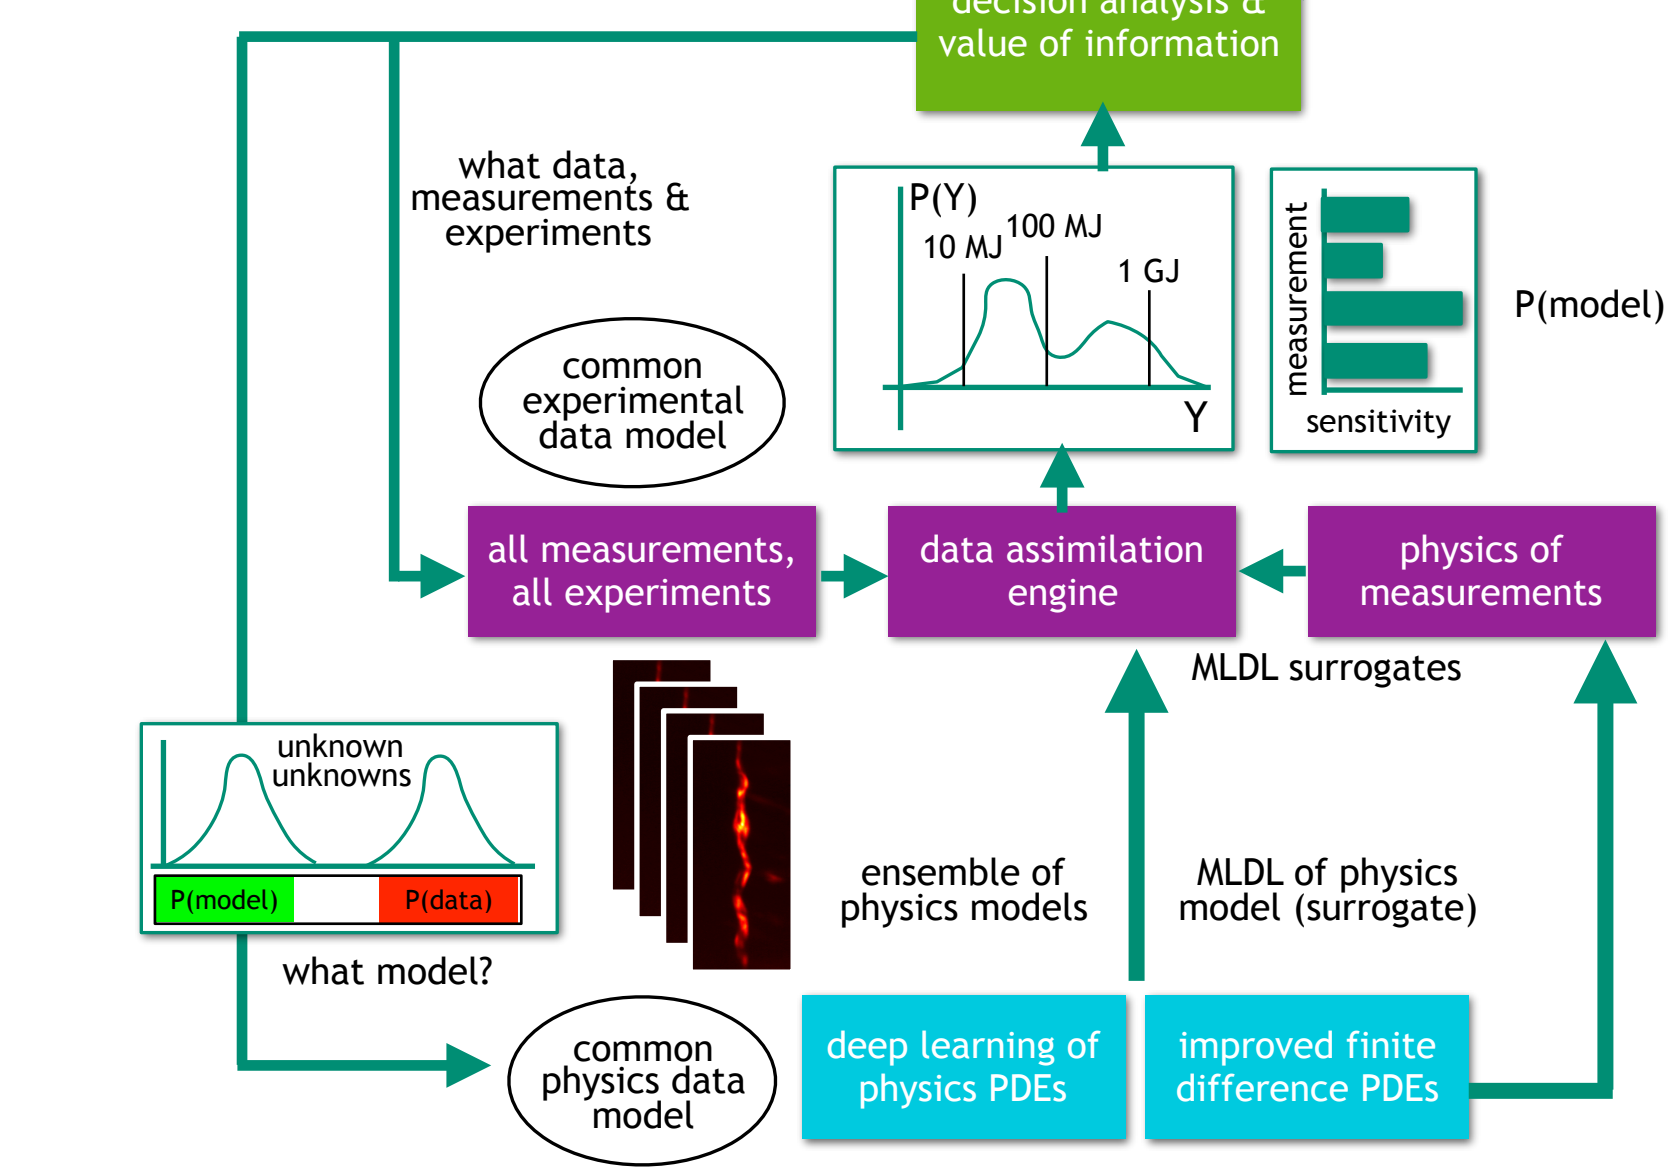 decision analysis &
value of information
what data,
measurements &
experiments
P(Y)
10 MJ
100 MJ
1 GJ
Y
measurement
sensitivity
P(model)
common
experimental
data model
all measurements,
all experiments
data assimilation
engine
physics of
measurements
MLDL surrogates
unknown
unknowns
P(model)
P(data)
ensemble of
physics models
MLDL of physics
model (surrogate)
what model?
common
physics data
model
deep learning of
physics PDEs
improved finite
difference PDEs